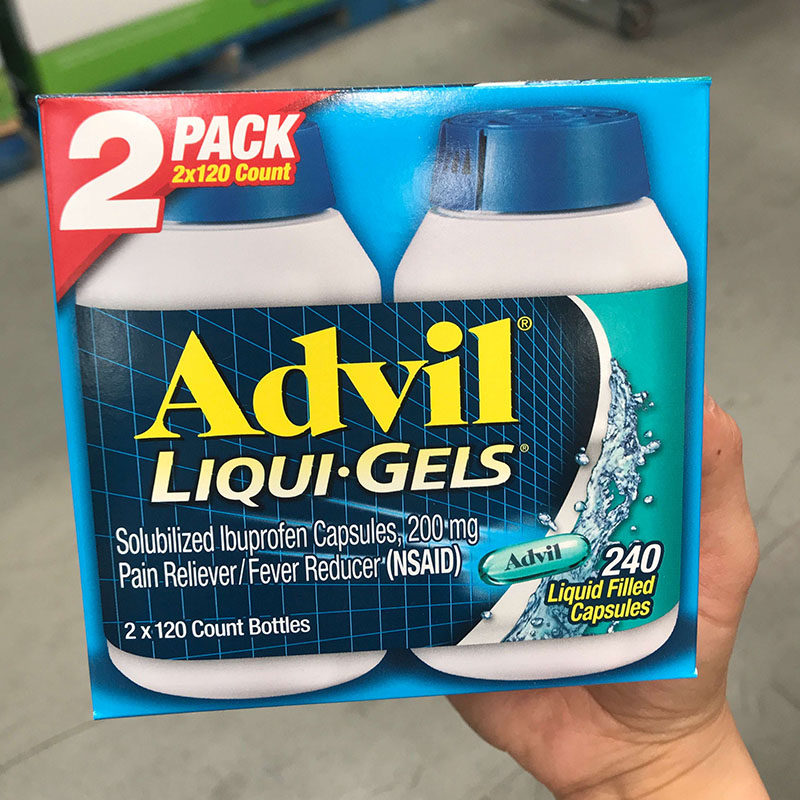 2 PACK
2x120 Count
Advil®
LIQUI·GELS®
Solubilized Ibuprofen Capsules, 200 mg
Pain Reliever/Fever Reducer (NSAID)
Advil
240
Liquid Filled
Capsules
2 x 120 Count Bottles